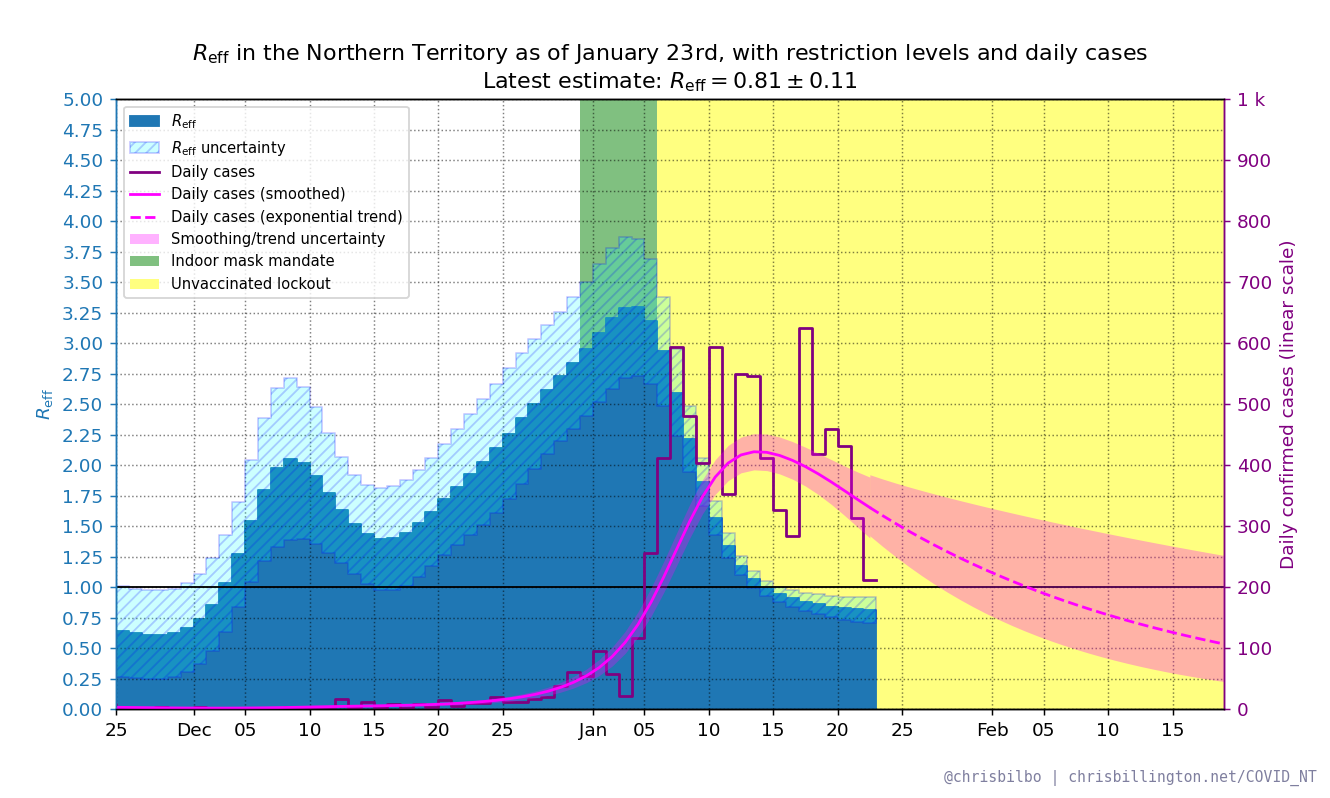 Reff in the Northern Territory as of January 23rd, with restriction levels and daily cases
Latest estimate: Reff = 0.81 ± 0.11
Reff
Reff uncertainty
Daily cases
Daily cases (smoothed)
Daily cases (exponential trend)
Smoothing/trend uncertainty
Indoor mask mandate
Unvaccinated lockout
5.00
4.75
4.50
4.25
4.00
3.75
3.50
3.25
3.00
2.75
2.50
2.25
2.00
1.75
1.50
1.25
1.00
0.75
0.50
0.25
0.00
Reff
1 k
900
800
700
600
500
400
300
200
100
0
Daily confirmed cases (linear scale)
25 Dec 05 10 15 20 25 Jan 05 10 15 20 25 Feb 05 10 15
@chrisbilbo | chrisbillington.net/COVID_NT